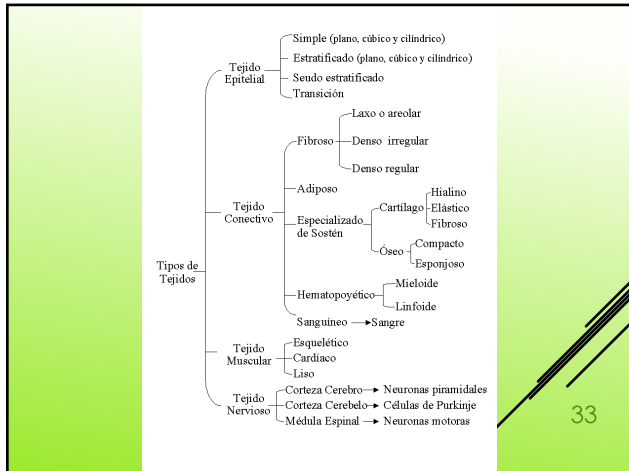 Simple (plano, cúbico y cilíndrico)
Tejido
Epitelial
Estratificado (plano, cúbico y cilíndrico)
Seudo estratificado
Transición
Laxo o areolar
Fibroso
Denso irregular
Denso regular
Adiposo
Tejido
Conectivo
Especializado
de Sostén
Cartílago
Hialino
Elástico
Fibroso
Óseo
Compacto
Esponjoso
Tipos de
Tejidos
Hematopoyético
Mieloide
Linfoide
Sanguíneo → Sangre
Tejido
Muscular
Esquelético
Cardíaco
Liso
Tejido
Nervioso
Corteza Cerebro → Neuronas piramidales
Corteza Cerebelo → Células de Purkinje
Médula Espinal → Neuronas motoras
33